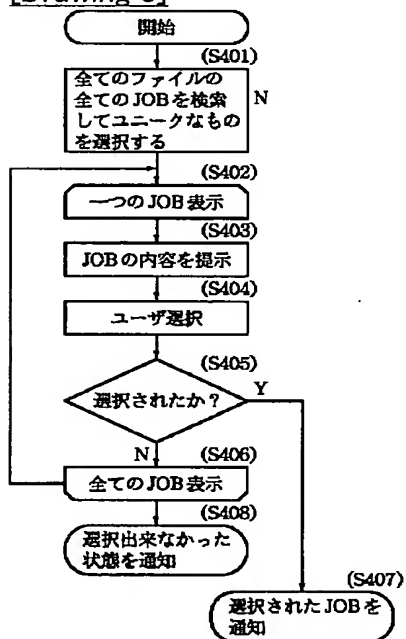 開始
(S401)
全てのファイルの
全てのJOBを検索
してユニークなもの
を選択する
N
(S402)
一つのJOB表示
(S403)
JOBの内容を提示
(S404)
ユーザ選択
(S405)
選択されたか?
Y
N
(S406)
全てのJOB表示
(S408)
選択出来なかった
状態を通知
(S407)
選択されたJOBを
通知